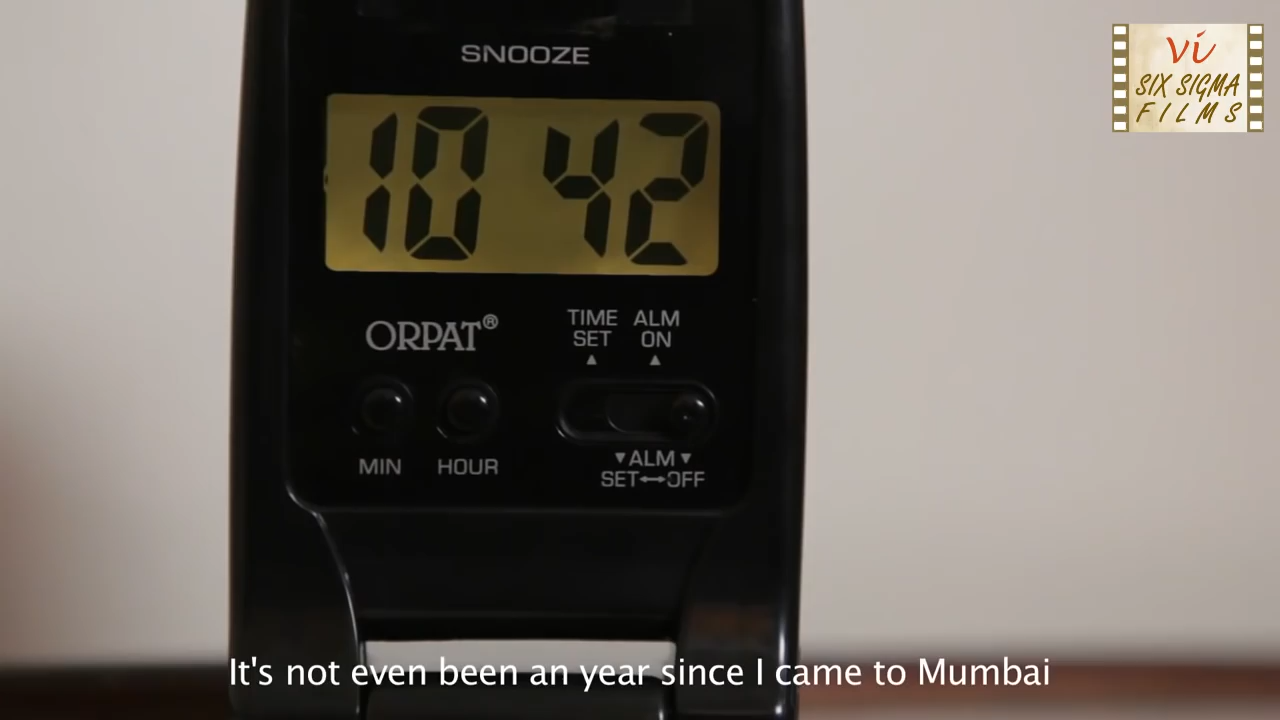 SNOOZE
10 42
ORPAT®
TIME SET
ALM ON
MIN
HOUR
▼ALM▼
SET↔OFF
vi
SIX SIGMA
FILMS
It's not even been an year since I came to Mumbai